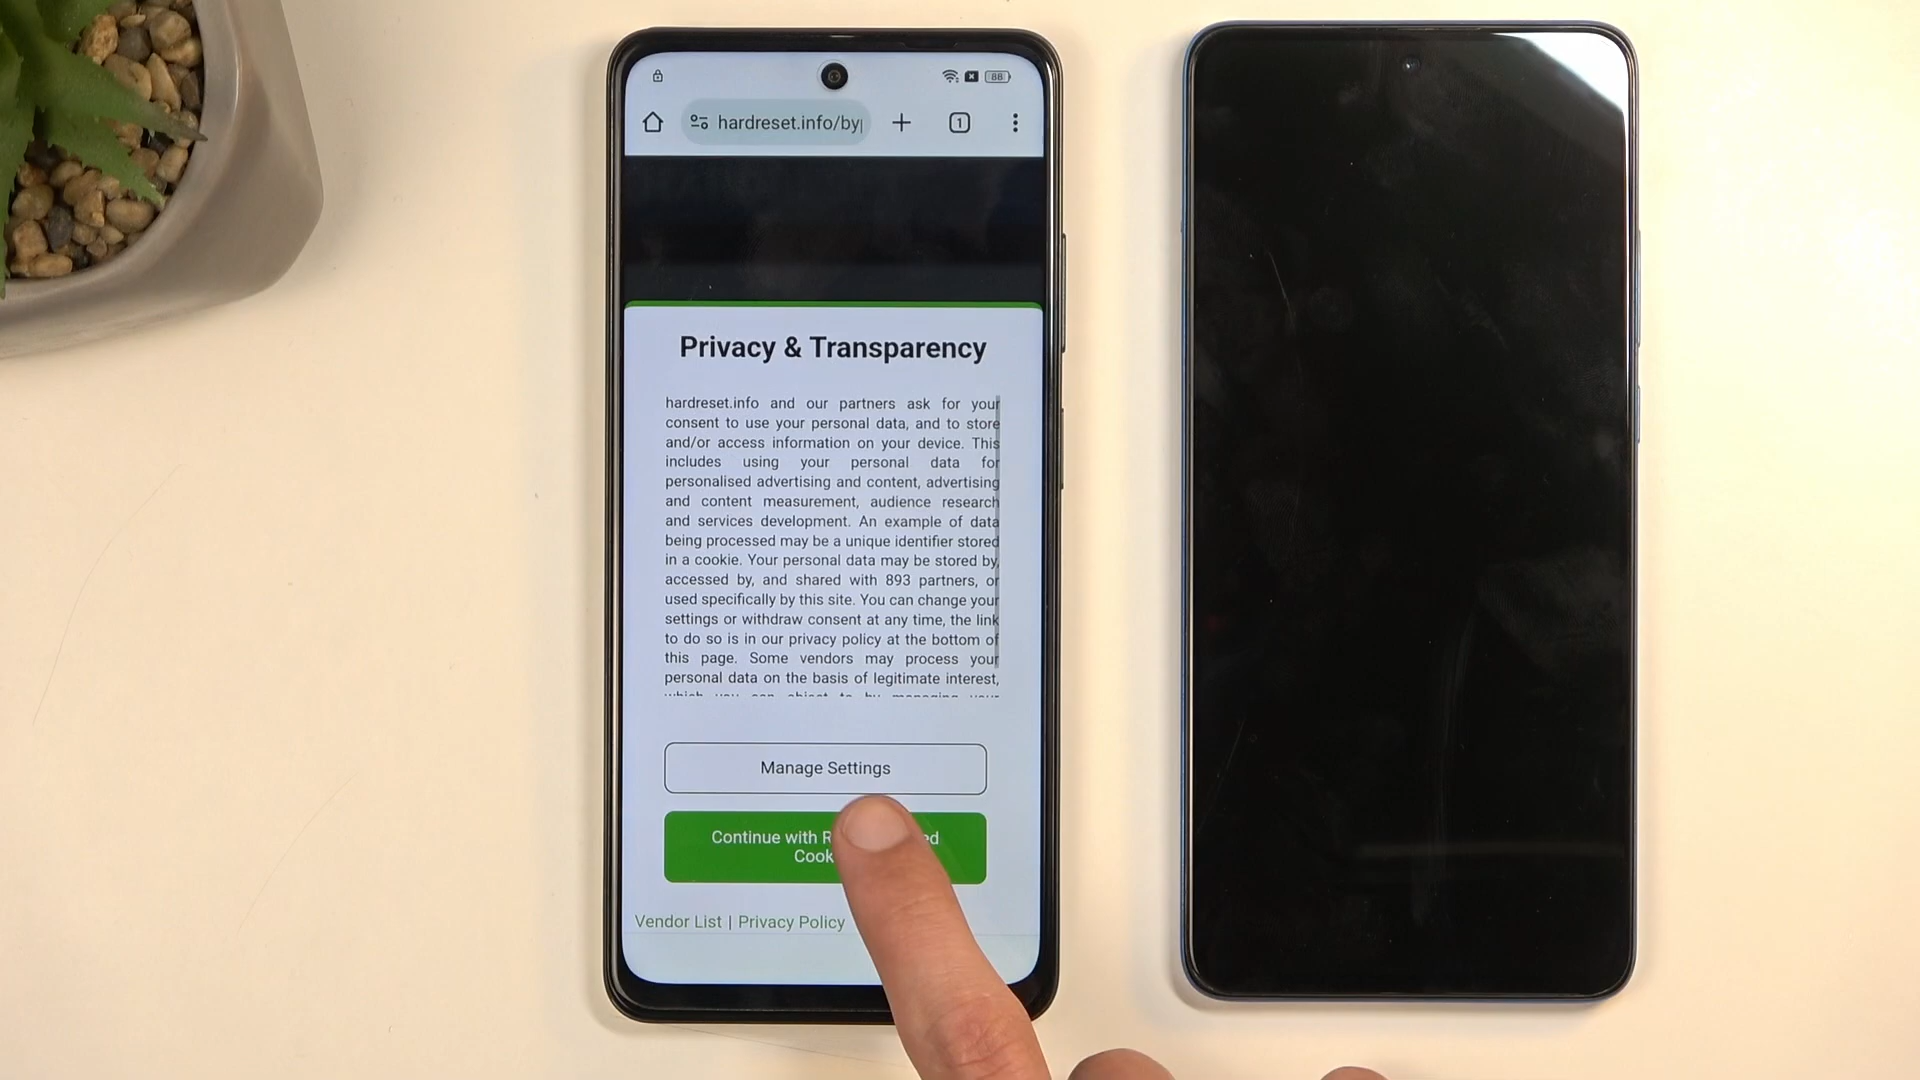 88
hardreset.info/by
1
Privacy & Transparency
hardreset.info and our partners ask for your
consent to use your personal data, and to store
and/or access information on your device. This
includes using your personal data for
personalised advertising and content, advertising
and content measurement, audience research
and services development. An example of data
being processed may be a unique identifier stored
in a cookie. Your personal data may be stored by,
accessed by, and shared with 893 partners, or
used specifically by this site. You can change your
settings or withdraw consent at any time, the link
to do so is in our privacy policy at the bottom of
this page. Some vendors may process your
personal data on the basis of legitimate interest,
Manage Settings
Continue with R ed
Cook
Vendor List | Privacy Policy